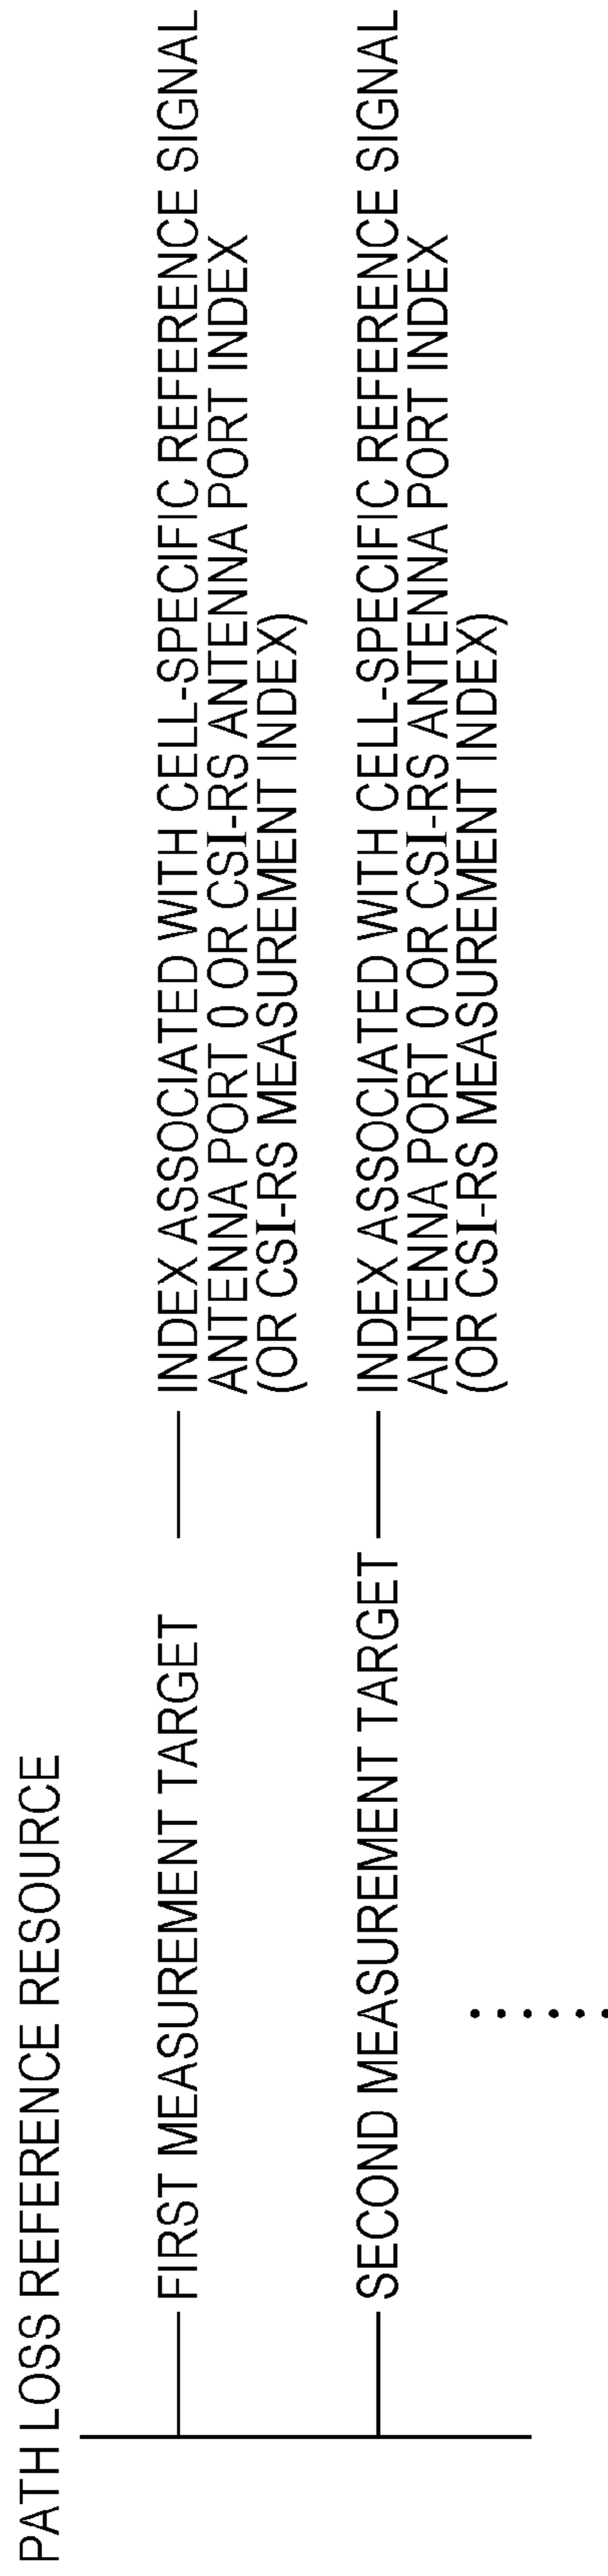 PATH LOSS REFERENCE RESOURCE
FIRST MEASUREMENT TARGET
INDEX ASSOCIATED WITH CELL-SPECIFIC REFERENCE SIGNAL
ANTENNA PORT 0 OR CSI-RS ANTENNA PORT INDEX
(OR CSI-RS MEASUREMENT INDEX)
SECOND MEASUREMENT TARGET
INDEX ASSOCIATED WITH CELL-SPECIFIC REFERENCE SIGNAL
ANTENNA PORT 0 OR CSI-RS ANTENNA PORT INDEX
(OR CSI-RS MEASUREMENT INDEX)